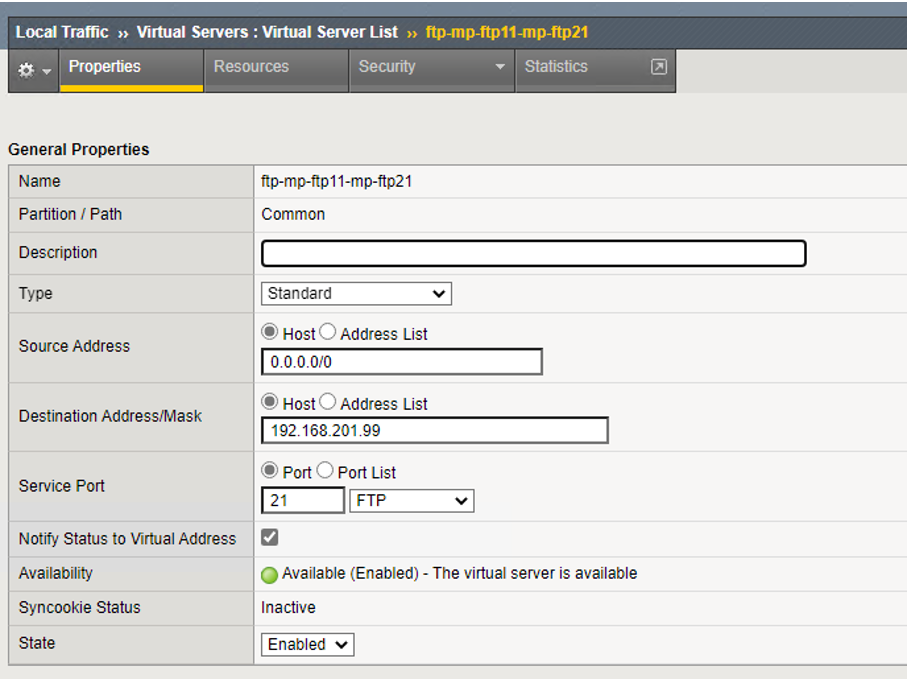 Local Traffic ›› Virtual Servers : Virtual Server List ›› ftp-mp-ftp11-mp-ftp21
Properties Resources Security Statistics
General Properties
Name ftp-mp-ftp11-mp-ftp21
Partition / Path Common
Description
Type Standard
Host Address List
Source Address
0.0.0.0/0
Host Address List
Destination Address/Mask
192.168.201.99
Port Port List
Service Port
21 FTP
Notify Status to Virtual Address
Availability Available (Enabled) - The virtual server is available
Syncookie Status Inactive
State Enabled